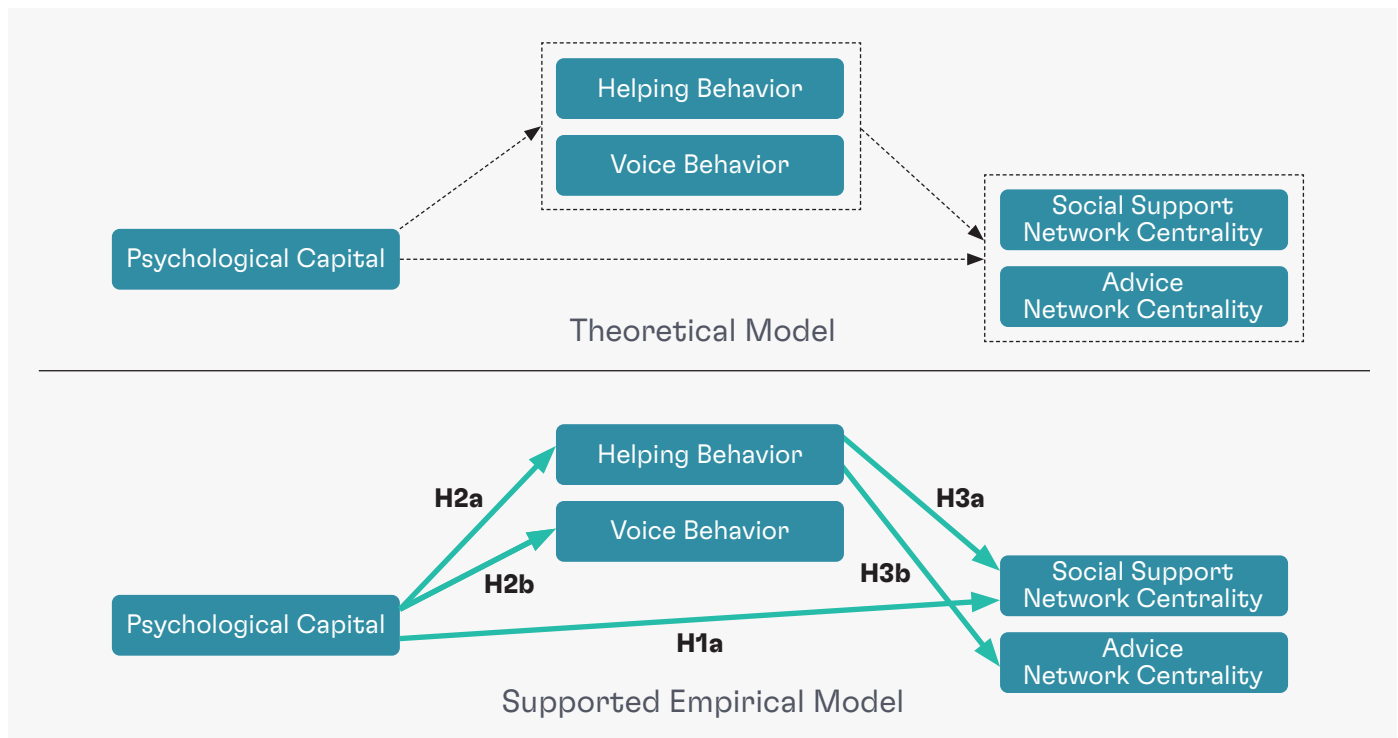 Helping Behavior
Voice Behavior
Psychological Capital
Social Support
Network Centrality
Advice
Network Centrality
Theoretical Model
Helping Behavior
Voice Behavior
H2a
H2b
H3a
H3b
Psychological Capital
H1a
Social Support
Network Centrality
Advice
Network Centrality
Supported Empirical Model